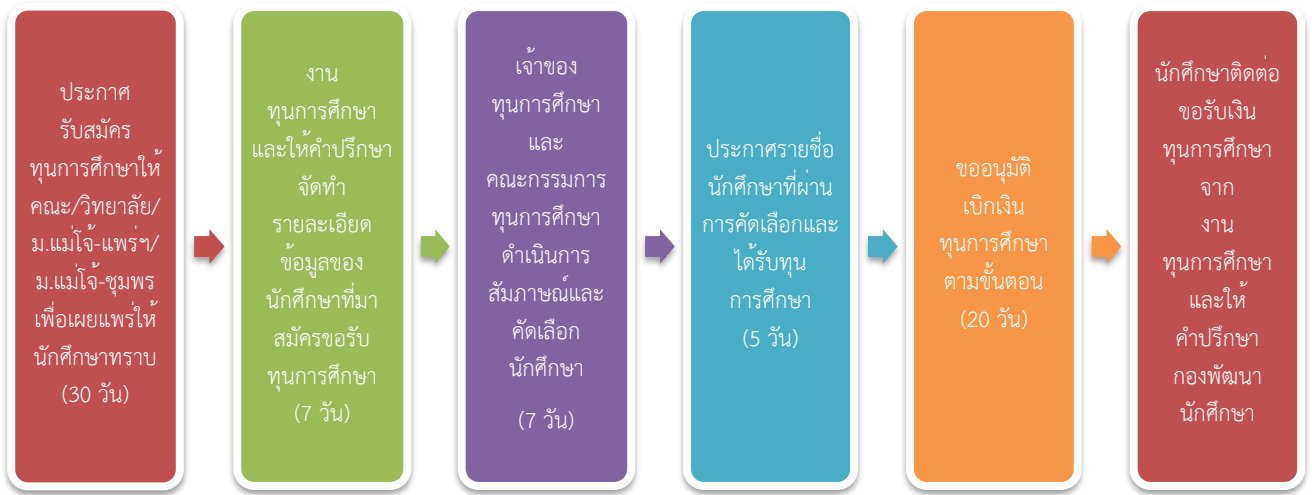 ประกาศ
รับสมัคร
ทุนการศึกษาให้
คณะ/วิทยาลัย/
ม.แม่โจ้-แพร่ฯ/
ม.แม่โจ้-ชุมพร
เพื่อเผยแพร่ให้
นักศึกษาทราบ
(30 วัน)
งาน
ทุนการศึกษา
และให้คำปรึกษา
จัดทำ
รายละเอียด
ข้อมูลของ
นักศึกษาที่มา
สมัครขอรับ
ทุนการศึกษา
(7 วัน)
เจ้าของ
ทุนการศึกษา
และ
คณะกรรมการ
ทุนการศึกษา
ดำเนินการ
สัมภาษณ์และ
คัดเลือก
นักศึกษา
(7 วัน)
ประกาศรายชื่อ
นักศึกษาที่ผ่าน
การคัดเลือกและ
ได้รับทุน
การศึกษา
(5 วัน)
ขออนุมัติ
เบิกเงิน
ทุนการศึกษา
ตามขั้นตอน
(20 วัน)
นักศึกษาติดต่อ
ขอรับเงิน
ทุนการศึกษา
จาก
งาน
ทุนการศึกษา
และให้
คำปรึกษา
กองพัฒนา
นักศึกษา